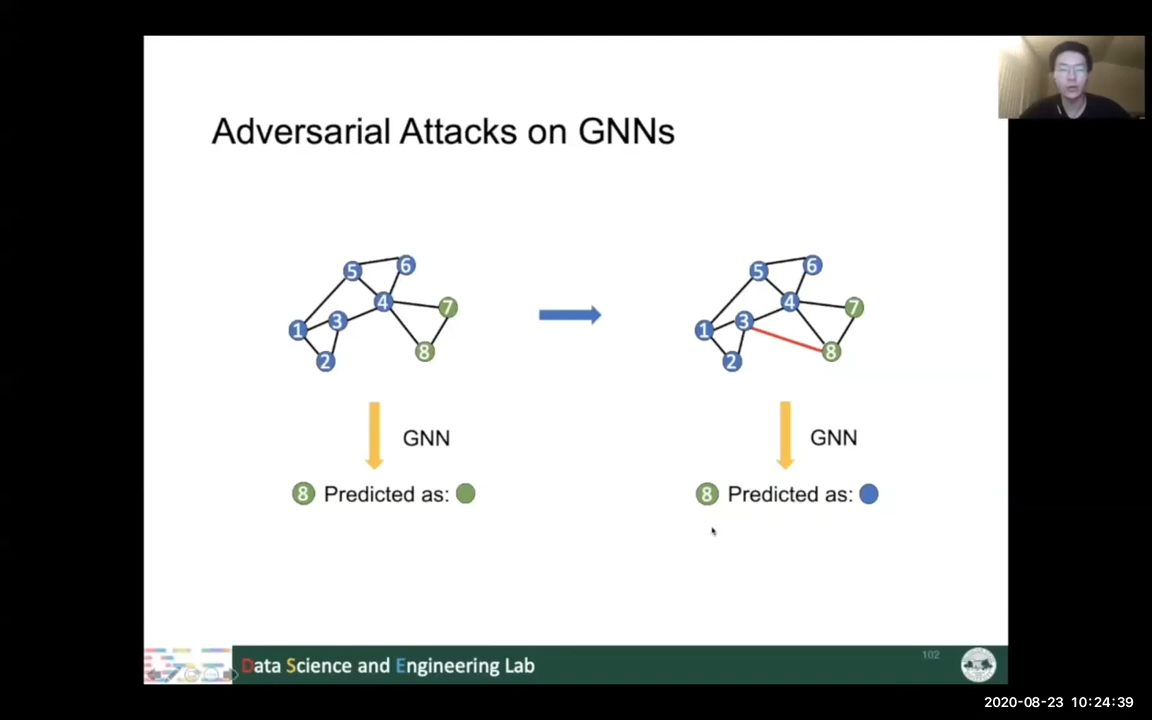 Adversarial Attacks on GNNs
5 6 4 7 3 1 8 2
5 6 4 7 3 1 8 2
GNN
GNN
8 Predicted as:
8 Predicted as:
Data Science and Engineering Lab
102
2020-08-23 10:24:39